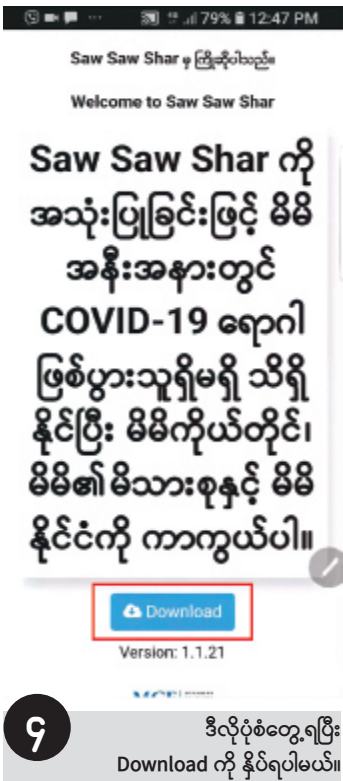 79% 12:47 PM
Saw Saw Shar မှ ကြိုဆိုပါသည်။
Welcome to Saw Saw Shar
Saw Saw Shar ကို
အသုံးပြုခြင်းဖြင့် မိမိ
အနီးအနားတွင်
COVID-19 ရောဂါ
ဖြစ်ပွားသူရှိမရှိ သိရှိ
နိုင်ပြီး မိမိကိုယ်တိုင်၊
မိမိ၏မိသားစုနှင့် မိမိ
နိုင်ငံကို ကာကွယ်ပါ။
Download
Version: 1.1.21
၄
ဒီလိုပုံစံတွေ့ရပြီး
Download ကို နှိပ်ရပါမယ်။